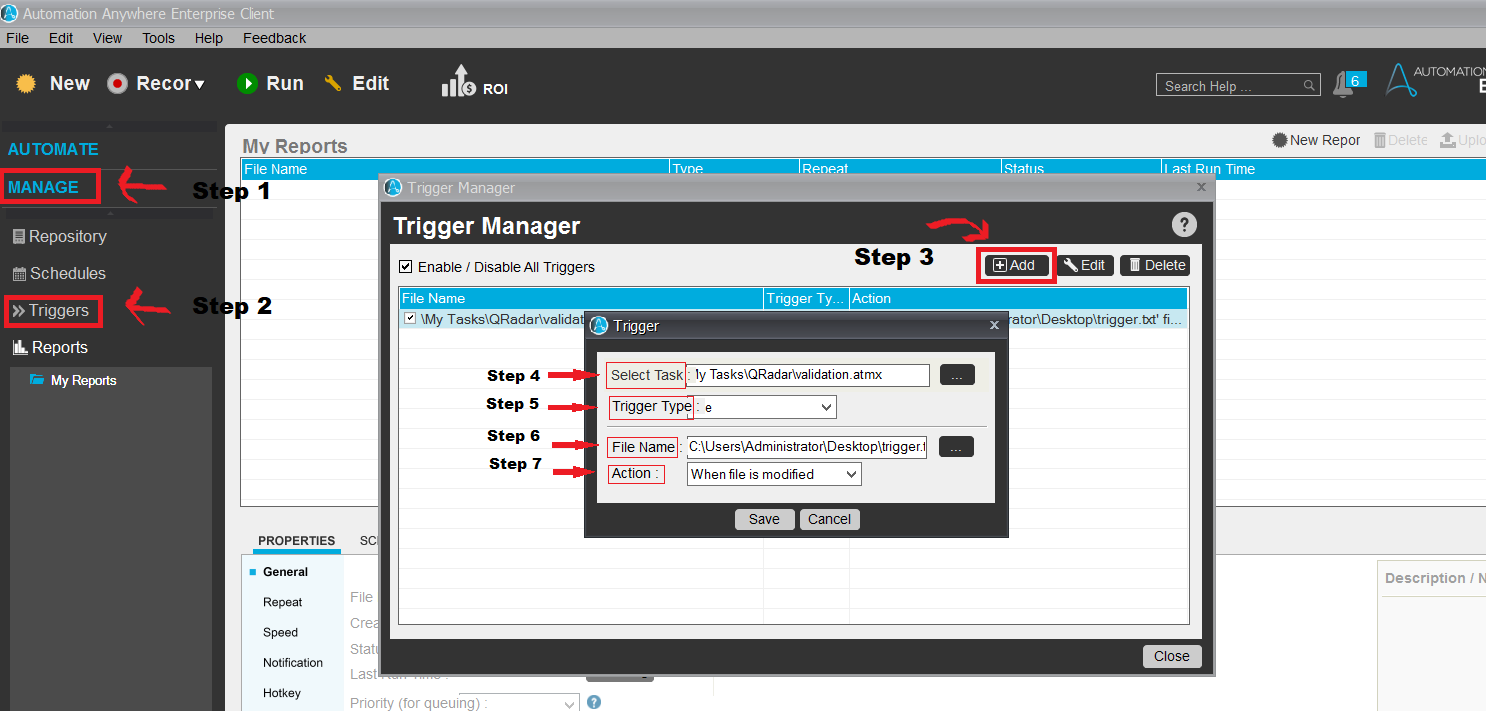 Automation Anywhere Enterprise Client
File Edit View Tools Help Feedback
New Recor Run Edit ROI Search Help ... 6 AUTOMATION
E
AUTOMATE
MANAGE
Step 1
Repository
Schedules
Triggers
Step 2
Reports
My Reports
My Reports
New Repor Delete Uplo
File Name Type Repeat Status Last Run Time
Trigger Manager x
Trigger Manager ?
Enable / Disable All Triggers
Step 3
Add Edit Delete
File Name Trigger Ty... Action
\My Tasks\QRadar\validat rator\Desktop\trigger.txt' fi...
Trigger x
Step 4 Select Task : My Tasks\QRadar\validation.atmx ...
Step 5 Trigger Type : e
Step 6 File Name : C:\Users\Administrator\Desktop\trigger.t ...
Step 7 Action : When file is modified
Save Cancel
Close
PROPERTIES SC
General
Repeat
Speed
Notification
Hotkey
File
Crea
Statu
Last Run Time :
Priority (for queuing) : ?
Description / N